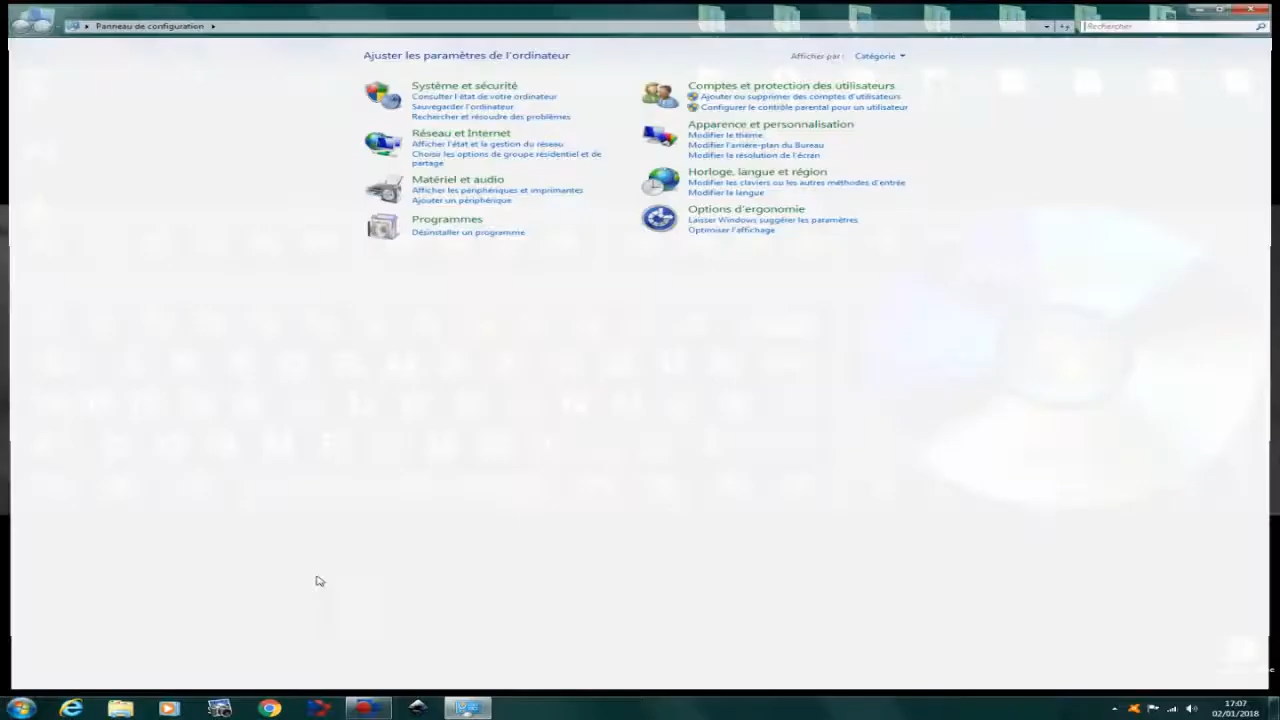 Panneau de configuration
Rechercher
Ajuster les paramètres de l'ordinateur
Afficher par :
Catégorie
Système et sécurité
Consulter l'état de votre ordinateur
Sauvegarder l'ordinateur
Rechercher et résoudre des problèmes
Réseau et Internet
Afficher l'état et la gestion du réseau
Choisir les options de groupe résidentiel et de
partage
Matériel et audio
Afficher les périphériques et imprimantes
Ajouter un périphérique
Programmes
Désinstaller un programme
Comptes et protection des utilisateurs
Ajouter ou supprimer des comptes d'utilisateurs
Configurer le contrôle parental pour un utilisateur
Apparence et personnalisation
Modifier le thème
Modifier l'arrière-plan du Bureau
Modifier la résolution de l'écran
Horloge, langue et région
Modifier les claviers ou les autres méthodes d'entrée
Modifier la langue
Options d'ergonomie
Laisser Windows suggérer les paramètres
Optimiser l'affichage
17:07
02/01/2018